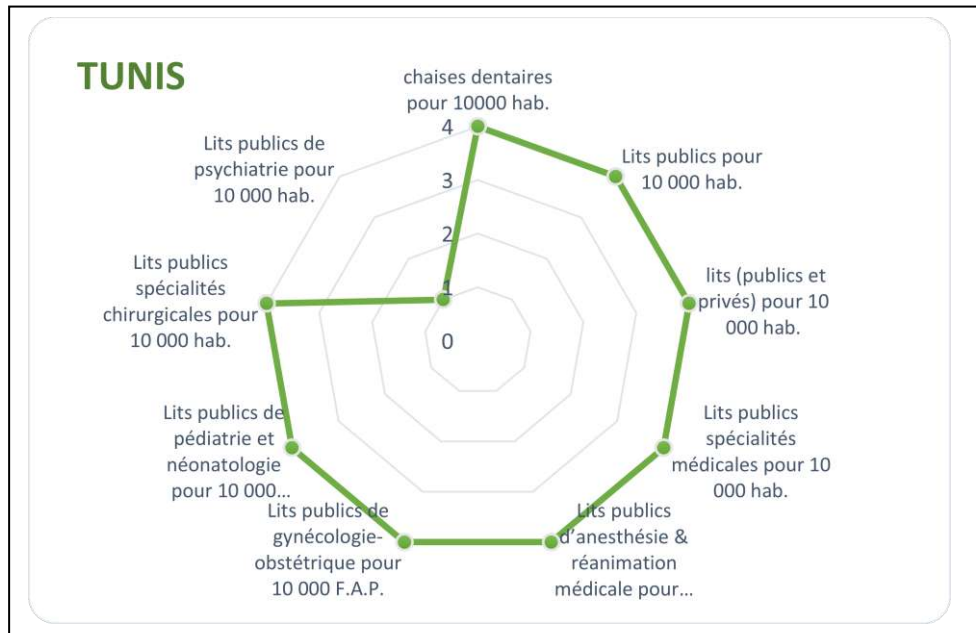 TUNIS
chaises dentaires
pour 10000 hab.
Lits publics pour
10 000 hab.
lits (publics et
privés) pour 10
000 hab.
Lits publics
spécialités
médicales pour 10
000 hab.
Lits publics
d’anesthésie &
réanimation
médicale pour…
Lits publics de
gynécologie-
obstétrique pour
10 000 F.A.P.
Lits publics de
pédiatrie et
néonatologie
pour 10 000…
Lits publics
spécialités
chirurgicales pour
10 000 hab.
Lits publics de
psychiatrie pour
10 000 hab.
4
3
2
1
0